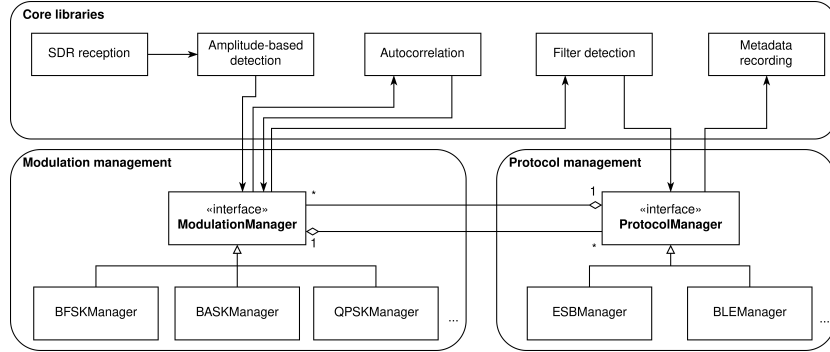 Core libraries
SDR reception
Amplitude-based
detection
Autocorrelation
Filter detection
Metadata
recording
Modulation management
«interface»
ModulationManager
*
1
BFSKManager
BASKManager
QPSKManager
...
Protocol management
1
«interface»
ProtocolManager
*
ESBManager
BLEManager
...